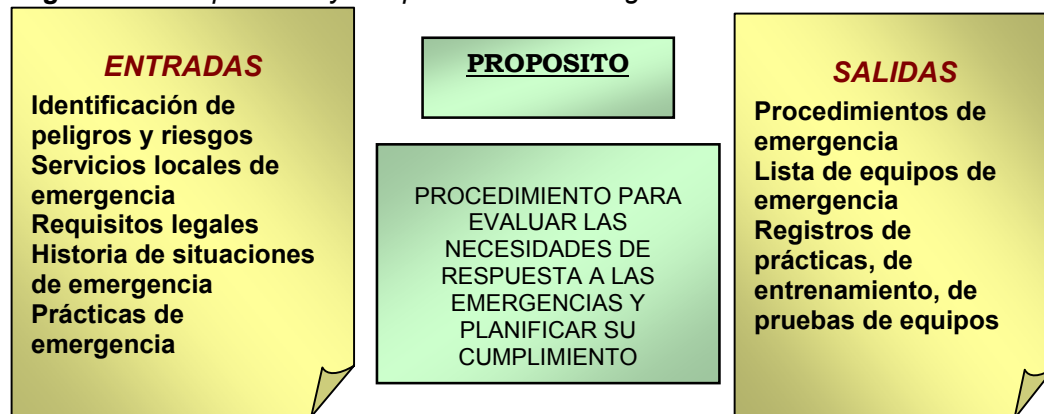 ENTRADAS
Identificación de
peligros y riesgos
Servicios locales de
emergencia
Requisitos legales
Historia de situaciones
de emergencia
Prácticas de
emergencia
PROPOSITO
PROCEDIMIENTO PARA
EVALUAR LAS
NECESIDADES DE
RESPUESTA A LAS
EMERGENCIAS Y
PLANIFICAR SU
CUMPLIMIENTO
SALIDAS
Procedimientos de
emergencia
Lista de equipos de
emergencia
Registros de
prácticas, de
entrenamiento, de
pruebas de equipos